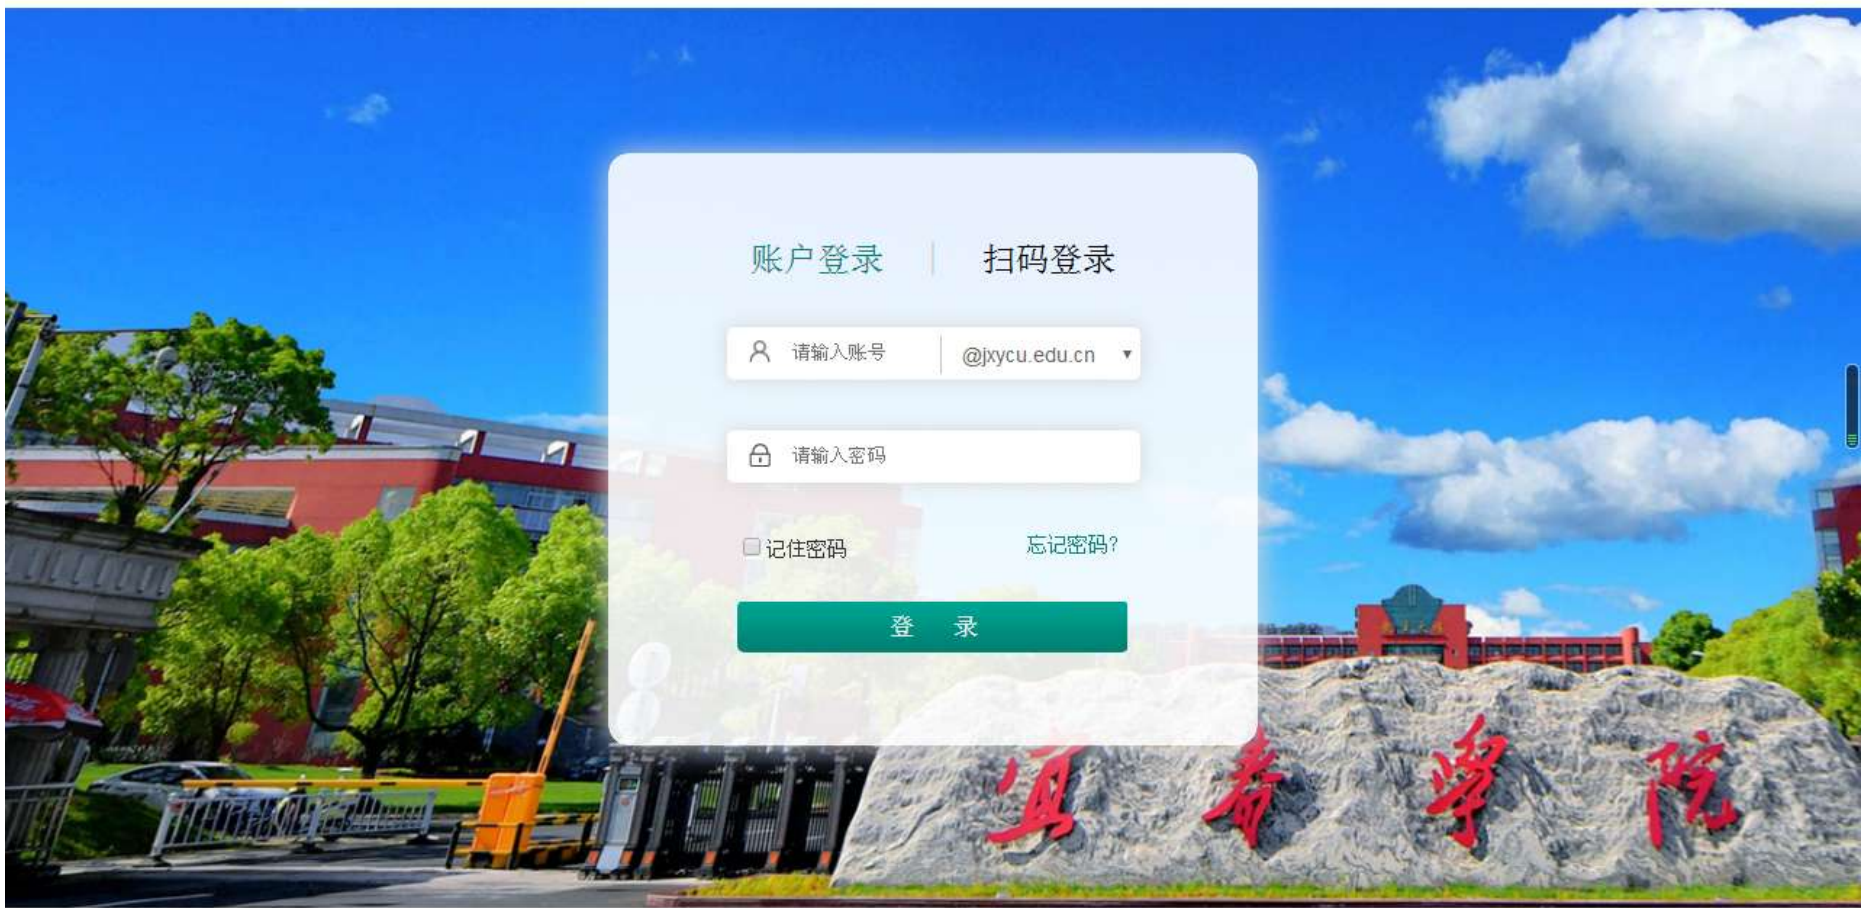 账户登录 | 扫码登录
请输入账号 @jxycu.edu.cn ▼
请输入密码
记住密码 忘记密码?
登 录
宜春学院